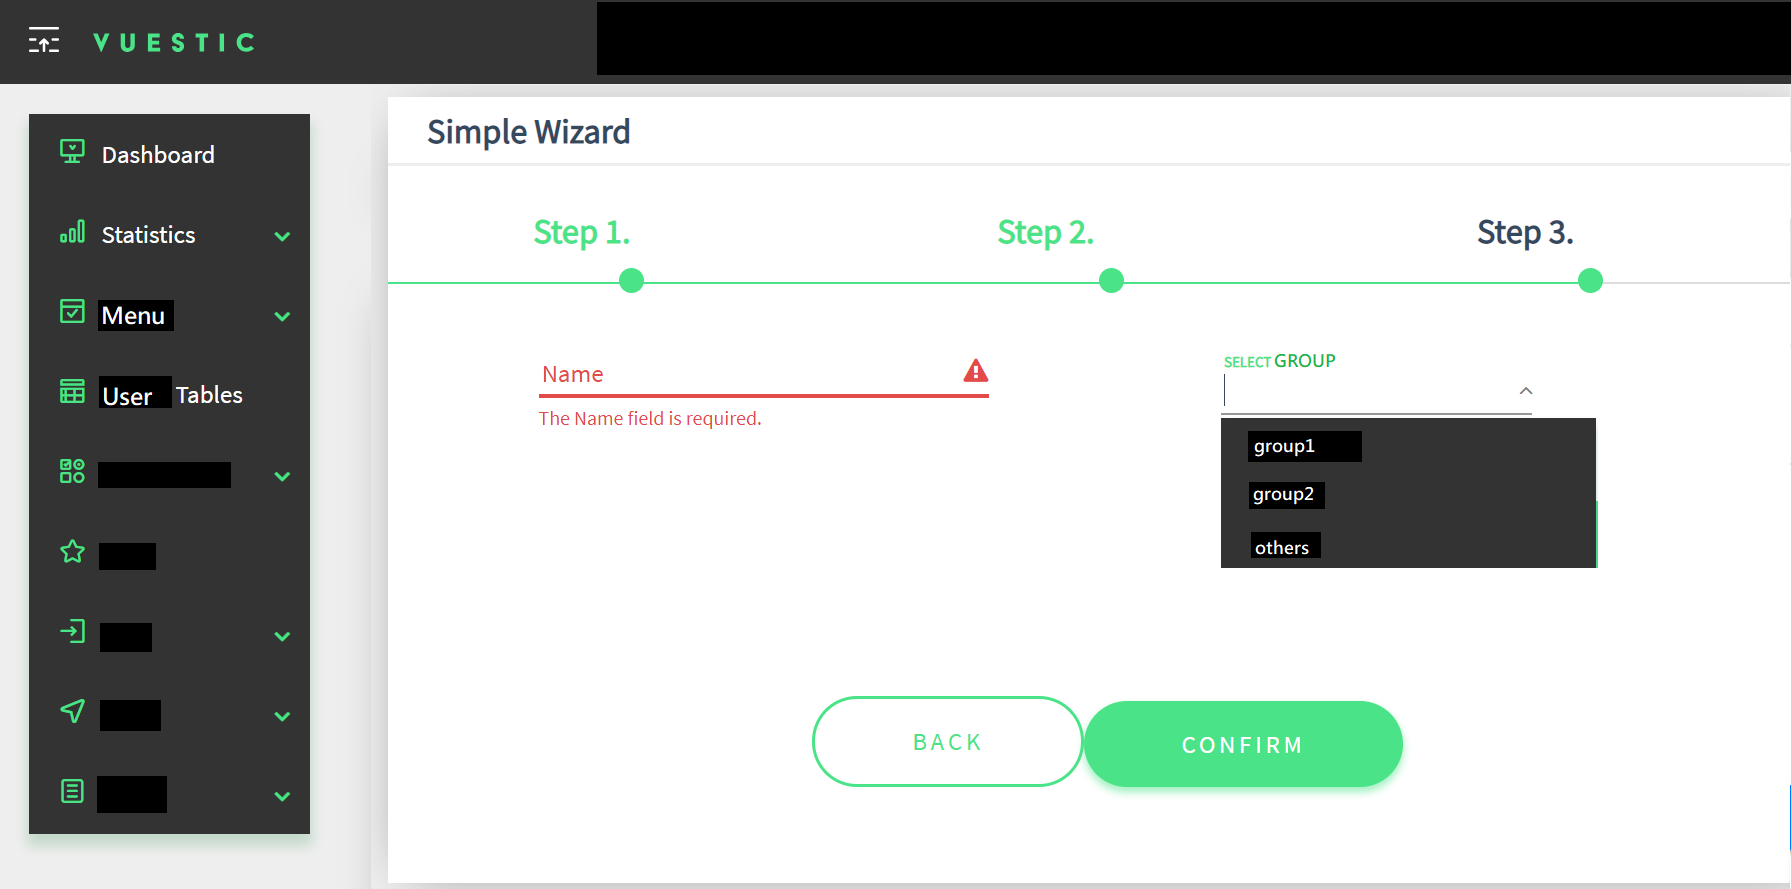 VUESTIC
Dashboard
Statistics
Menu
User Tables
Simple Wizard
Step 1.
Step 2.
Step 3.
Name
The Name field is required.
SELECT GROUP
group1
group2
others
BACK
CONFIRM